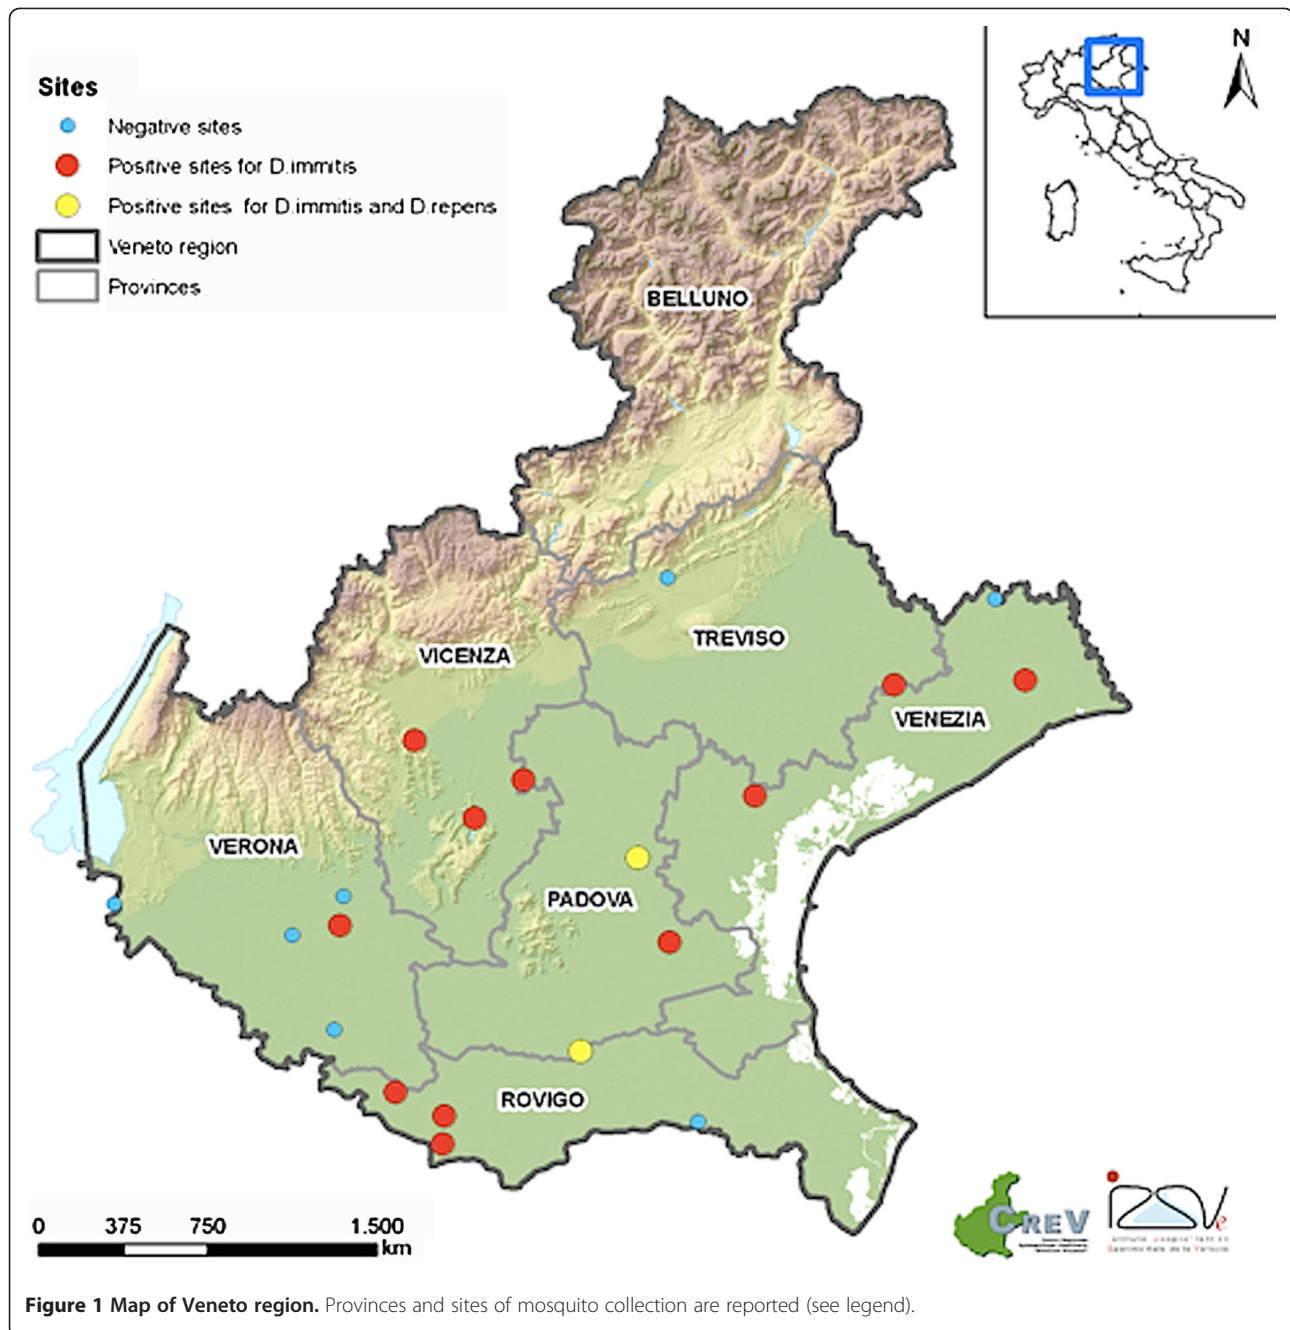 Sites
Negative sites
Positive sites for D.immitis
Positive sites for D.immitis and D.repens
Veneto region
Provinces
N
BELLUNO
TREVISO
VICENZA
VENEZIA
VERONA
PADOVA
ROVIGO
0 375 750 1.500
km
CREV
IZSVe
Figure 1 Map of Veneto region. Provinces and sites of mosquito collection are reported (see legend).